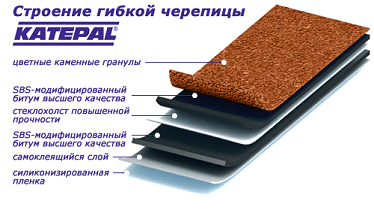 Строение гибкой черепицы
KATEPAL®
цветные каменные гранулы
SBS-модифицированный
битум высшего качества
стеклохолст повышенной
прочности
SBS-модифицированный
битум высшего качества
самоклеящийся слой
силиконизированная
пленка